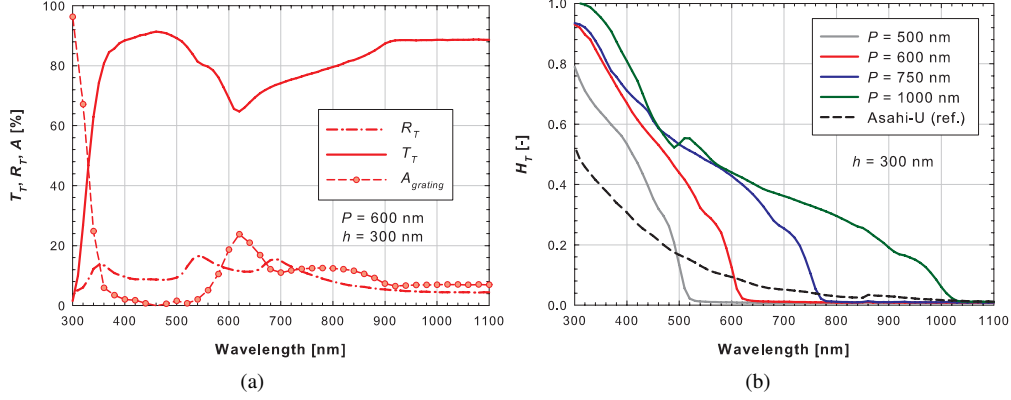 100
80
60
40
20
0
T_T, R_T, A [%]
R_T
T_T
A_grating
P = 600 nm
h = 300 nm
300 400 500 600 700 800 900 1000 1100
Wavelength [nm]
(a)
1.0
0.8
0.6
0.4
0.2
0.0
H_T [-]
P = 500 nm
P = 600 nm
P = 750 nm
P = 1000 nm
Asahi-U (ref.)
h = 300 nm
300 400 500 600 700 800 900 1000 1100
Wavelength [nm]
(b)